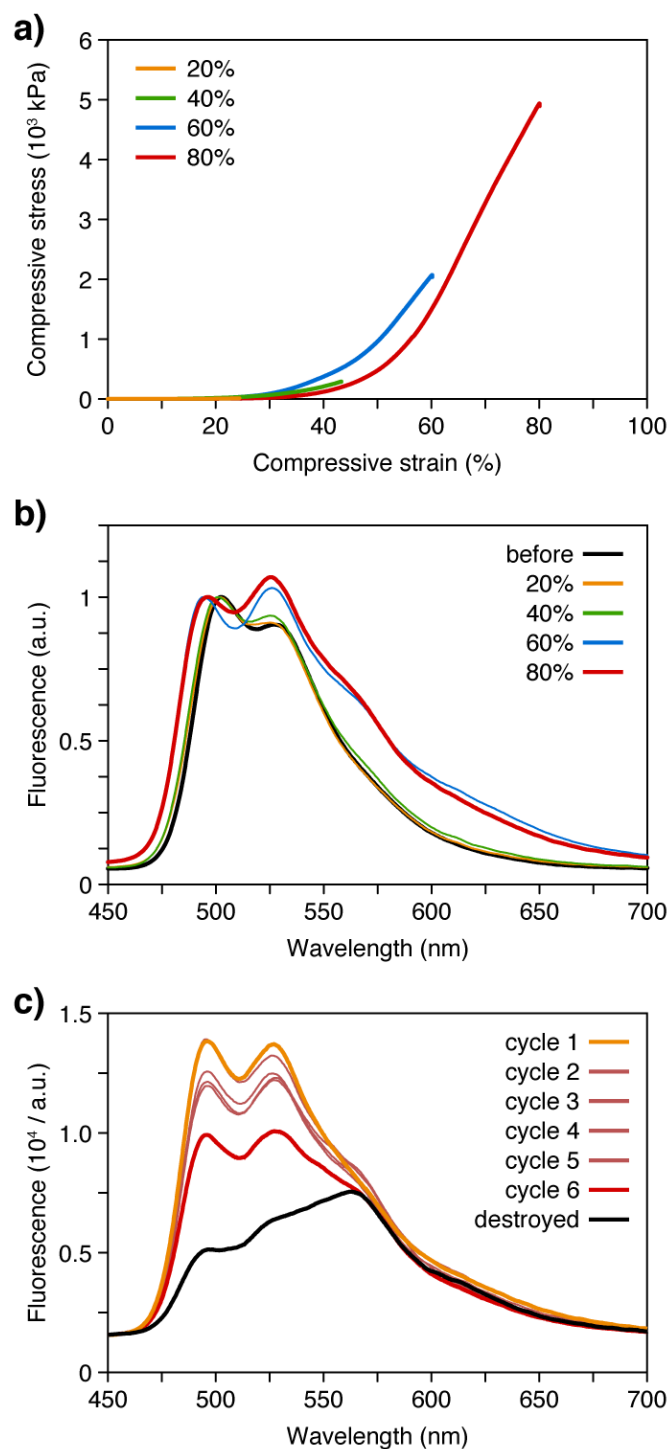 a)
6
5
4
3
2
1
0
Compressive stress (10³ kPa)
20%
40%
60%
80%
0
20
40
60
80
100
Compressive strain (%)
b)
1
0.5
0
Fluorescence (a.u.)
before
20%
40%
60%
80%
450
500
550
600
650
700
Wavelength (nm)
c)
1.5
1.0
0.5
0
Fluorescence (10⁴ / a.u.)
cycle 1
cycle 2
cycle 3
cycle 4
cycle 5
cycle 6
destroyed
450
500
550
600
650
700
Wavelength (nm)